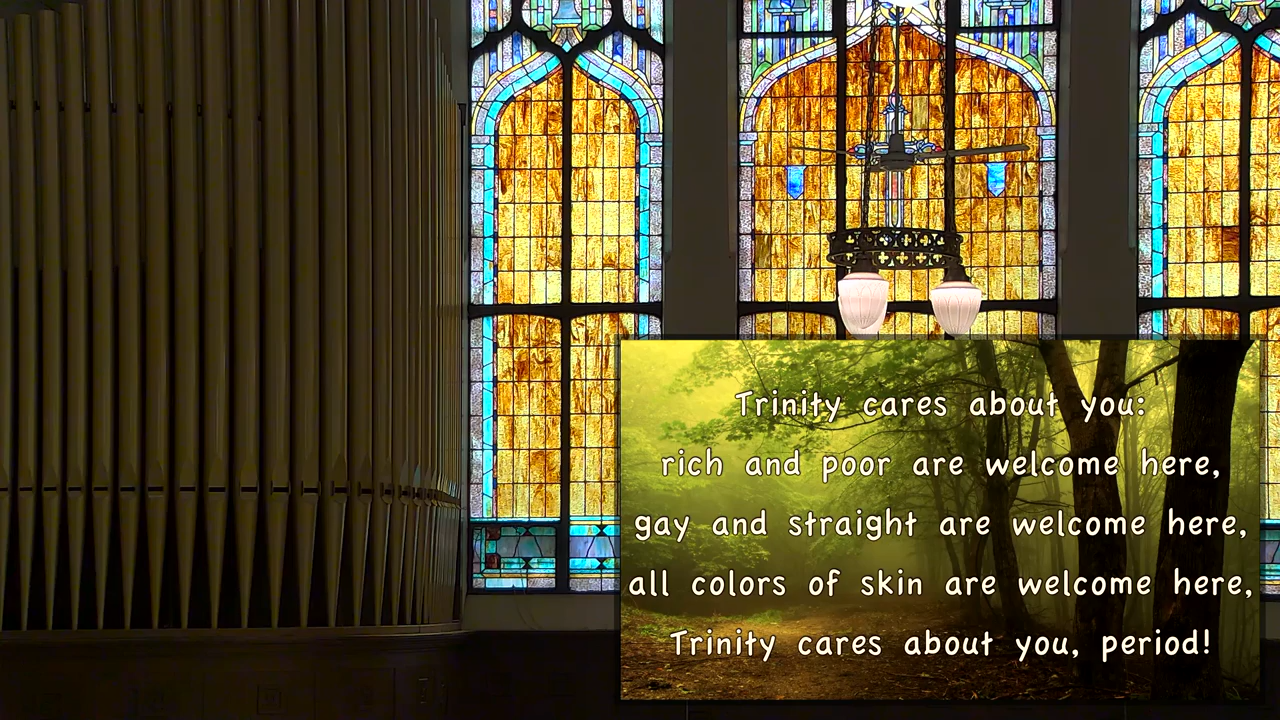 Trinity cares about you:
rich and poor are welcome here,
gay and straight are welcome here,
all colors of skin are welcome here,
Trinity cares about you, period!